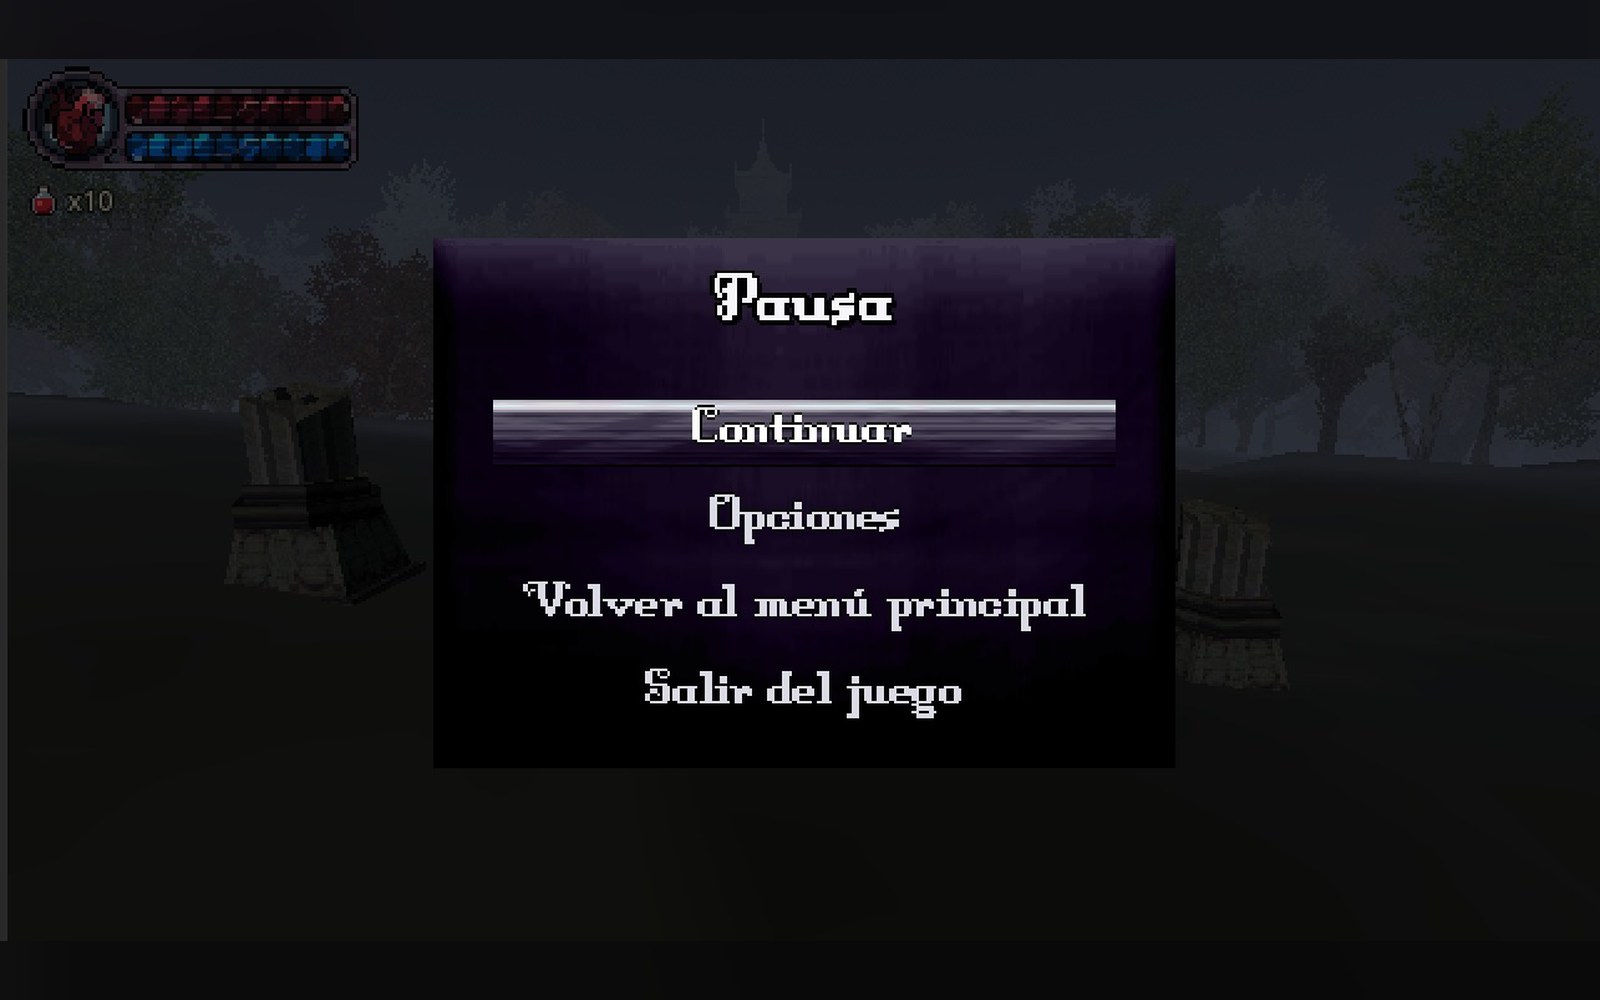 x10
Pausa
Continuar
Opciones
Volver al menú principal
Salir del juego